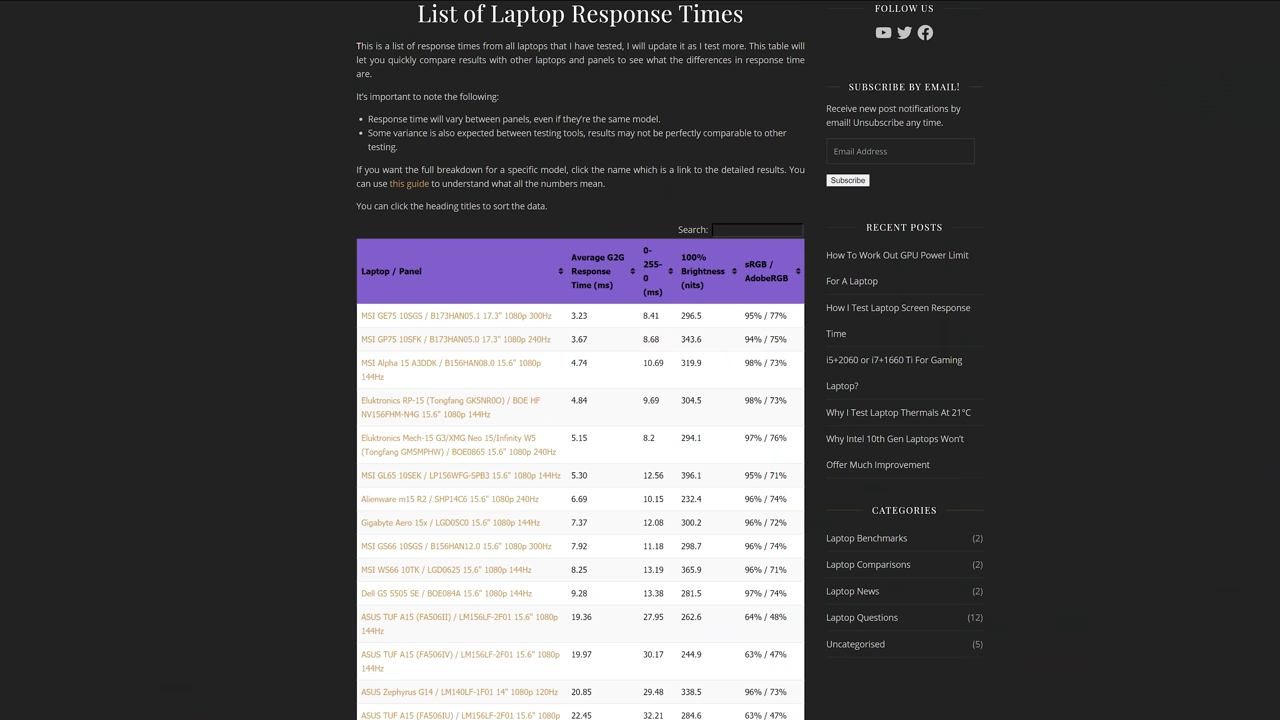 List of Laptop Response Times
This is a list of response times from all laptops that I have tested, I will update it as I test more. This table will
let you quickly compare results with other laptops and panels to see what the differences in response time
are.
It's important to note the following:
Response time will vary between panels, even if they're the same model.
Some variance is also expected between testing tools, results may not be perfectly comparable to other
testing.
If you want the full breakdown for a specific model, click the name which is a link to the detailed results. You
can use this guide to understand what all the numbers mean.
You can click the heading titles to sort the data.
Search:
Laptop / Panel
Average G2G
Response
Time (ms)
0-
255-
0
(ms)
100%
Brightness
(nits)
sRGB /
AdobeRGB
MSI GE75 10SGS / B173HAN05.1 17.3" 1080p 300Hz 3.23 8.41 296.5 95% / 77%
MSI GP75 10SFK / B173HAN05.0 17.3" 1080p 240Hz 3.67 8.68 343.6 94% / 75%
MSI Alpha 15 A3DDK / B156HAN08.0 15.6" 1080p 4.74 10.69 319.9 98% / 73%
144Hz
Eluktronics RP-15 (Tongfang GK5NR0O) / BOE HF 4.84 9.69 304.5 98% / 73%
NV156FHM-N4G 15.6" 1080p 144Hz
Eluktronics Mech-15 G3/XMG Neo 15/Infinity W5 5.15 8.2 294.1 97% / 76%
(Tongfang GM5MPHW) / BOE0865 15.6" 1080p 240Hz
MSI GL65 10SEK / LP156WFG-SPB3 15.6" 1080p 144Hz 5.30 12.56 396.1 95% / 71%
Alienware m15 R2 / SHP14C6 15.6" 1080p 240Hz 6.69 10.15 232.4 96% / 74%
Gigabyte Aero 15x / LGD05C0 15.6" 1080p 144Hz 7.37 12.08 300.2 96% / 72%
MSI GS66 10SGS / B156HAN12.0 15.6" 1080p 300Hz 7.92 11.18 298.7 96% / 74%
MSI WS66 10TK / LGD0625 15.6" 1080p 144Hz 8.25 13.19 365.9 96% / 71%
Dell G5 5505 SE / BOE084A 15.6" 1080p 144Hz 9.28 13.38 281.5 97% / 74%
ASUS TUF A15 (FA506II) / LM156LF-2F01 15.6" 1080p 19.36 27.95 262.6 64% / 48%
144Hz
ASUS TUF A15 (FA506IV) / LM156LF-2F01 15.6" 1080p 19.97 30.17 244.9 63% / 47%
144Hz
ASUS Zephyrus G14 / LM140LF-1F01 14" 1080p 120Hz 20.85 29.48 338.5 96% / 73%
ASUS TUF A15 (FA506IU) / LM156LF-2F01 15.6" 1080p 22.45 32.21 284.6 63% / 47%
FOLLOW US
SUBSCRIBE BY EMAIL!
Receive new post notifications by
email! Unsubscribe any time.
Email Address
Subscribe
RECENT POSTS
How To Work Out GPU Power Limit
For A Laptop
How I Test Laptop Screen Response
Time
i5+2060 or i7+1660 Ti For Gaming
Laptop?
Why I Test Laptop Thermals At 21°C
Why Intel 10th Gen Laptops Won't
Offer Much Improvement
CATEGORIES
Laptop Benchmarks (2)
Laptop Comparisons (2)
Laptop News (2)
Laptop Questions (12)
Uncategorised (5)